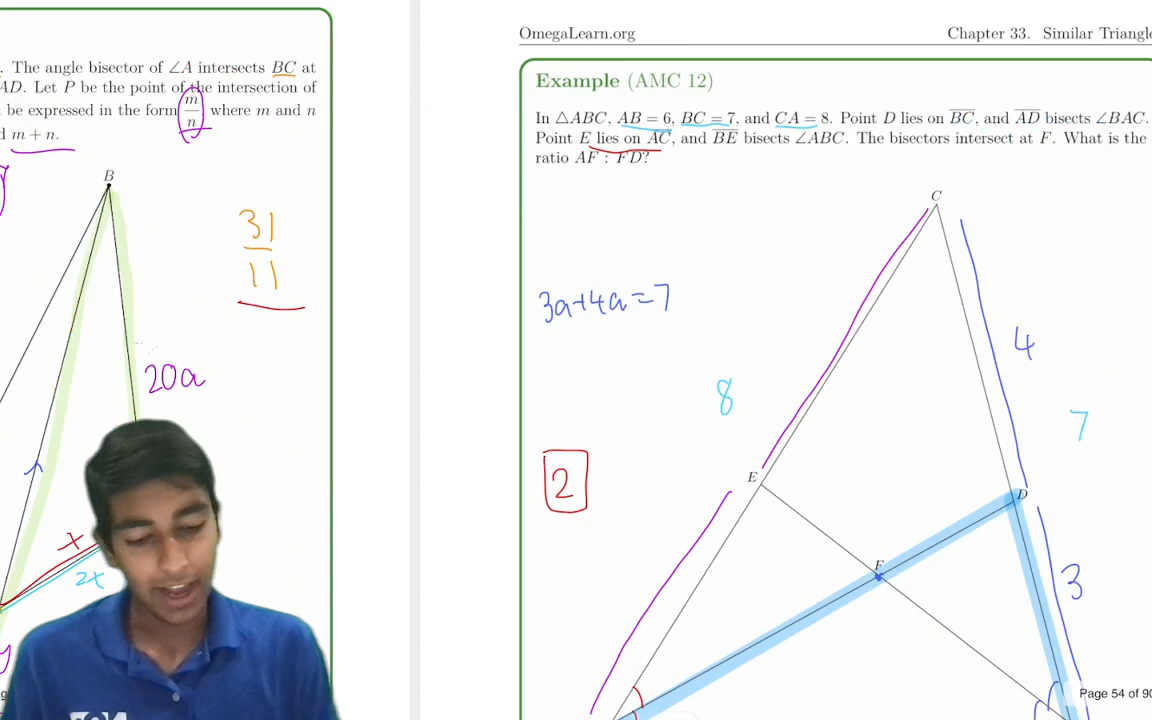 . The angle bisector of ∠A intersects BC at
AD. Let P be the point of the intersection of
be expressed in the form m/n where m and n
d m + n.
B
31
11
20a
x
2x
y
OmegaLearn.org
Chapter 33. Similar Triangle
Example (AMC 12)
In △ABC, AB = 6, BC = 7, and CA = 8. Point D lies on BC, and AD bisects ∠BAC.
Point E lies on AC, and BE bisects ∠ABC. The bisectors intersect at F. What is the
ratio AF : FD?
C
3a+4a=7
4
8
7
2
E
D
F
3
Page 54 of 90